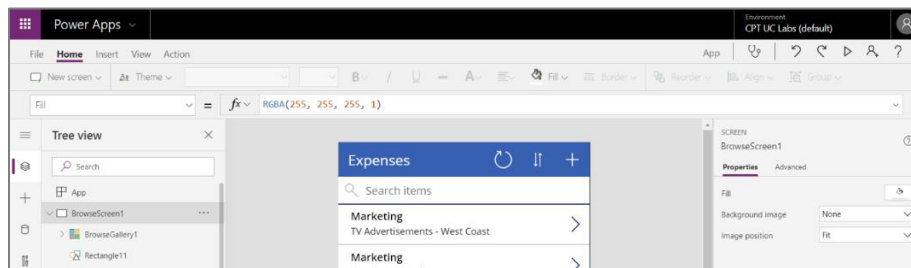 Power Apps
Environment
CPT UC Labs (default)
File Home Insert View Action
App
New screen Theme
B / U A Fill Border Reorder Align Group
Fill = fx RGBA(255, 255, 255, 1)
Tree view
Search
App
BrowseScreen1
BrowseGallery1
Rectangle11
Expenses
Search items
Marketing
TV Advertisements - West Coast
Marketing
SCREEN
BrowseScreen1
Properties Advanced
Fill
Background image None
Image position Fit